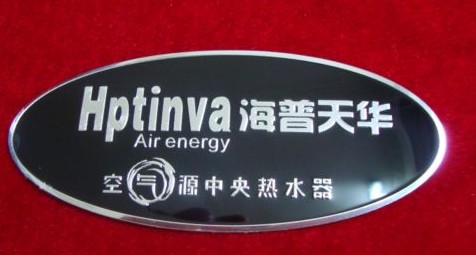 Hptinva 海普天华
Air energy
空气源中央热水器